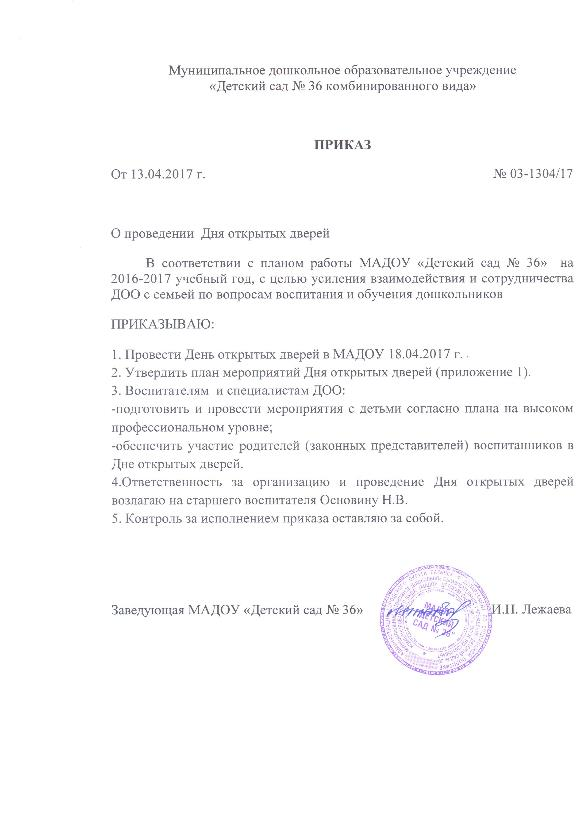 Муниципальное дошкольное образовательное учреждение
«Детский сад № 36 комбинированного вида»
ПРИКАЗ
От 13.04.2017 г. № 03-1304/17
О проведении Дня открытых дверей
В соответствии с планом работы МАДОУ «Детский сад № 36» на
2016-2017 учебный год, с целью усиления взаимодействия и сотрудничества
ДОО с семьей по вопросам воспитания и обучения дошкольников
ПРИКАЗЫВАЮ:
1. Провести День открытых дверей в МАДОУ 18.04.2017 г. .
2. Утвердить план мероприятий Дня открытых дверей (приложение 1).
3. Воспитателям и специалистам ДОО:
-подготовить и провести мероприятия с детьми согласно плана на высоком
профессиональном уровне;
-обеспечить участие родителей (законных представителей) воспитанников в
Дне открытых дверей.
4.Ответственность за организацию и проведение Дня открытых дверей
возлагаю на старшего воспитателя Основину Н.В.
5. Контроль за исполнением приказа оставляю за собой.
Заведующая МАДОУ «Детский сад № 36» И.П. Лежаева
МАДОУ
"ДЕТСКИЙ
САД № 36"